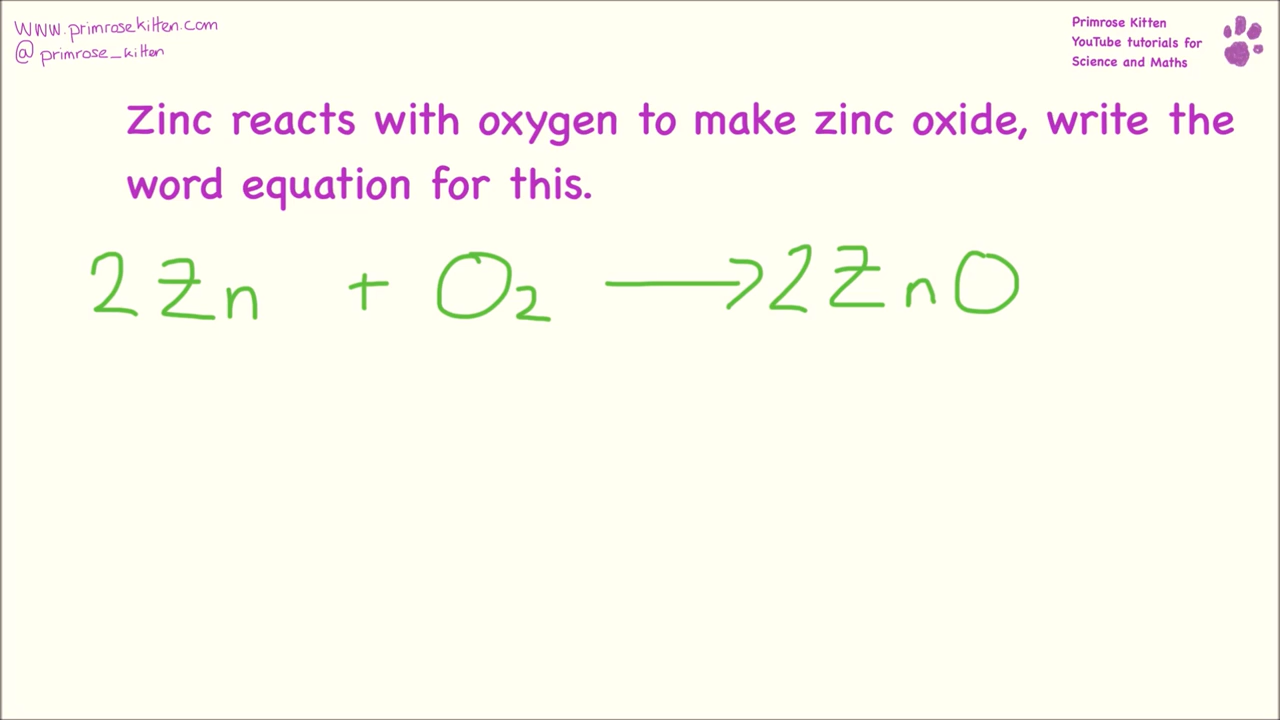 www.primrosekitten.com
@primrose_kitten
Primrose Kitten
YouTube tutorials for
Science and Maths
Zinc reacts with oxygen to make zinc oxide, write the
word equation for this.
2Zn + O₂ ⟶ 2ZnO